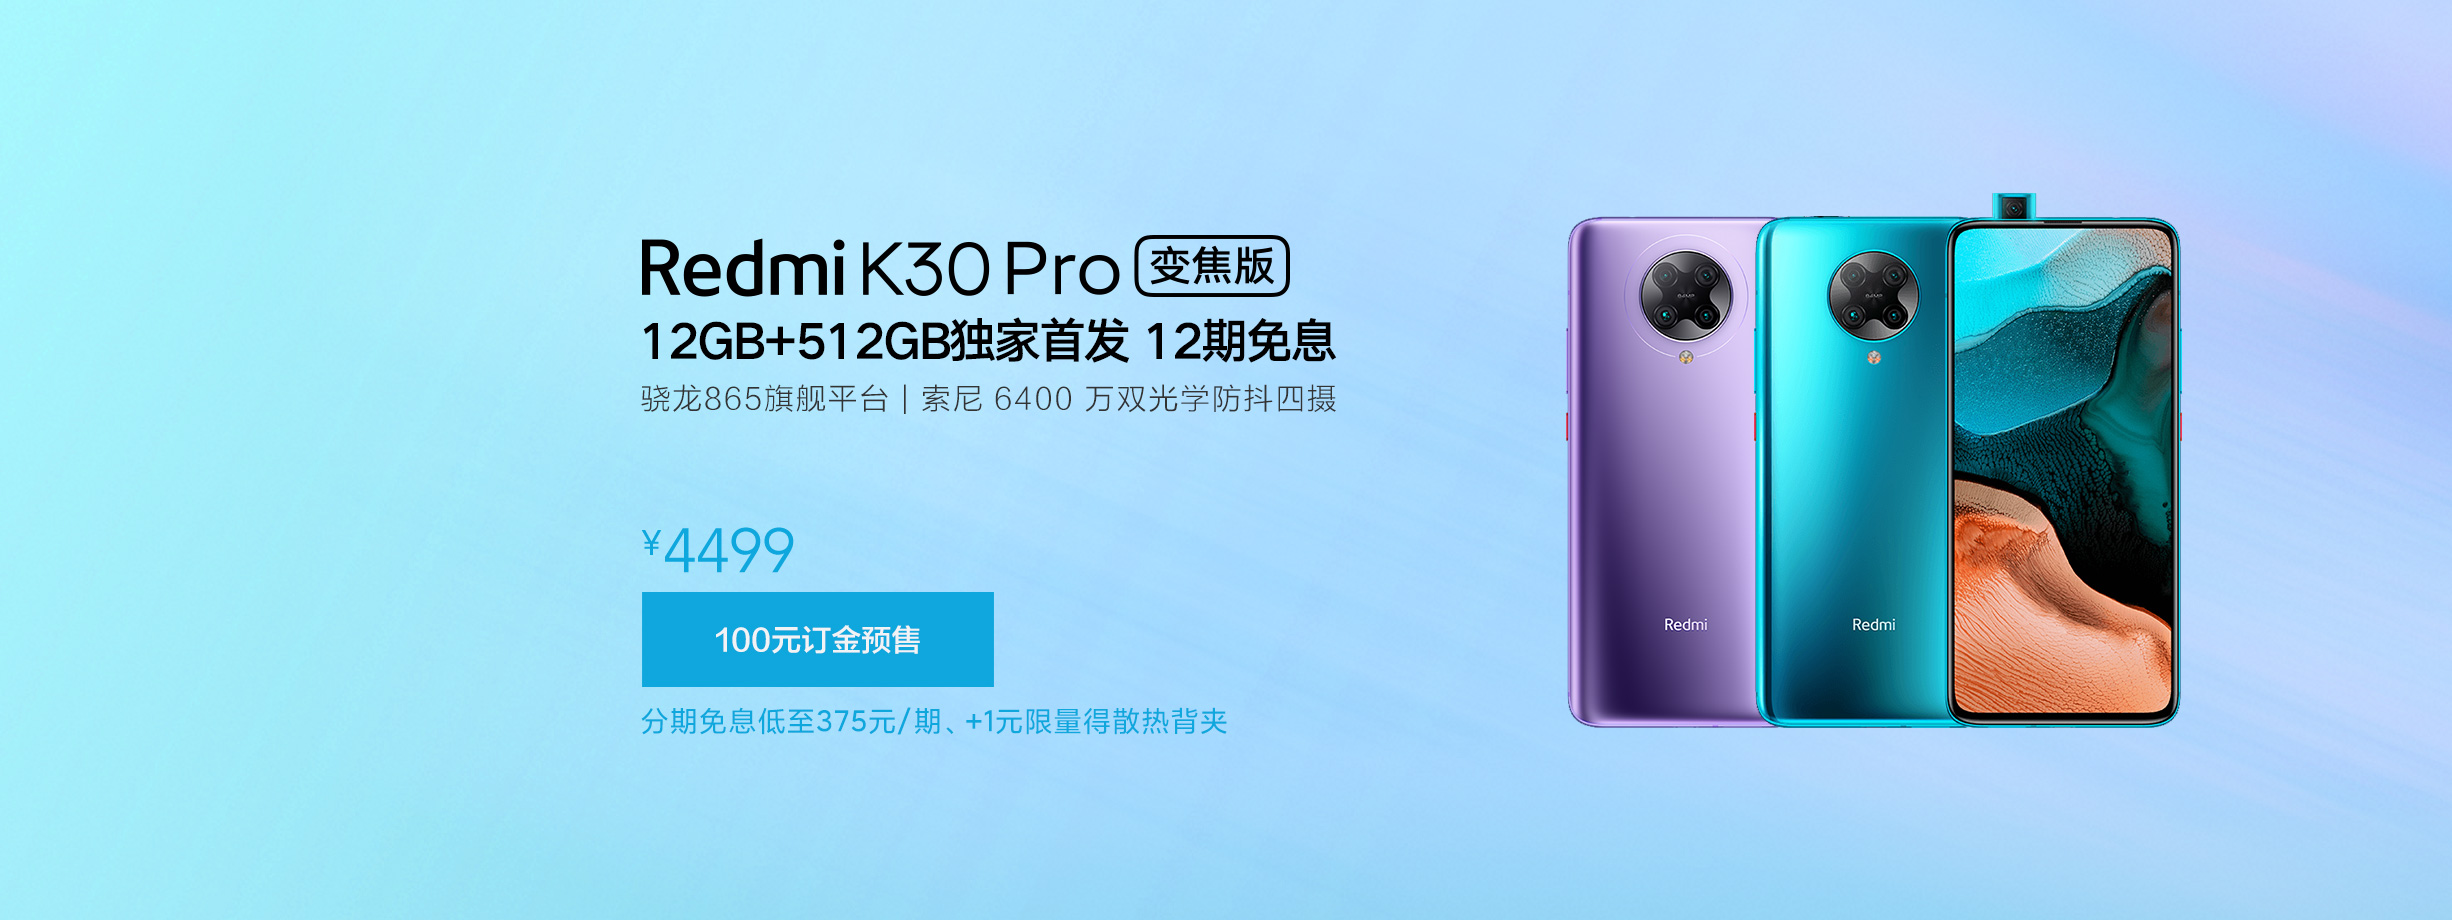 Redmi K30 Pro 变焦版
12GB+512GB独家首发 12期免息
骁龙865旗舰平台 | 索尼 6400 万双光学防抖四摄
¥4499
100元订金预售
分期免息低至375元/期、+1元限量得散热背夹
Redmi
Redmi